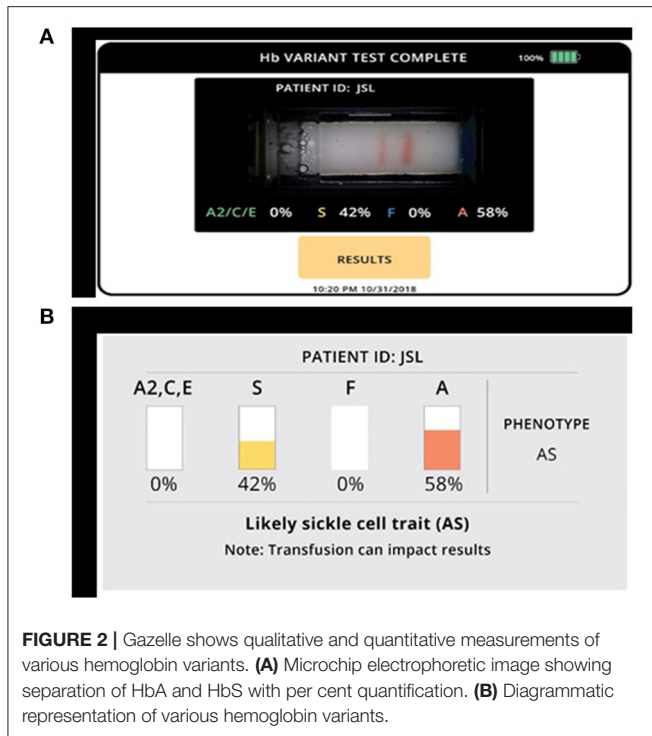 A
Hb VARIANT TEST COMPLETE 100%
PATIENT ID: JSL
A2/C/E 0% S 42% F 0% A 58%
RESULTS
10:20 PM 10/31/2018
B
PATIENT ID: JSL
A2,C,E S F A
PHENOTYPE
AS
0% 42% 0% 58%
Likely sickle cell trait (AS)
Note: Transfusion can impact results
FIGURE 2 | Gazelle shows qualitative and quantitative measurements of
various hemoglobin variants. (A) Microchip electrophoretic image showing
separation of HbA and HbS with per cent quantification. (B) Diagrammatic
representation of various hemoglobin variants.